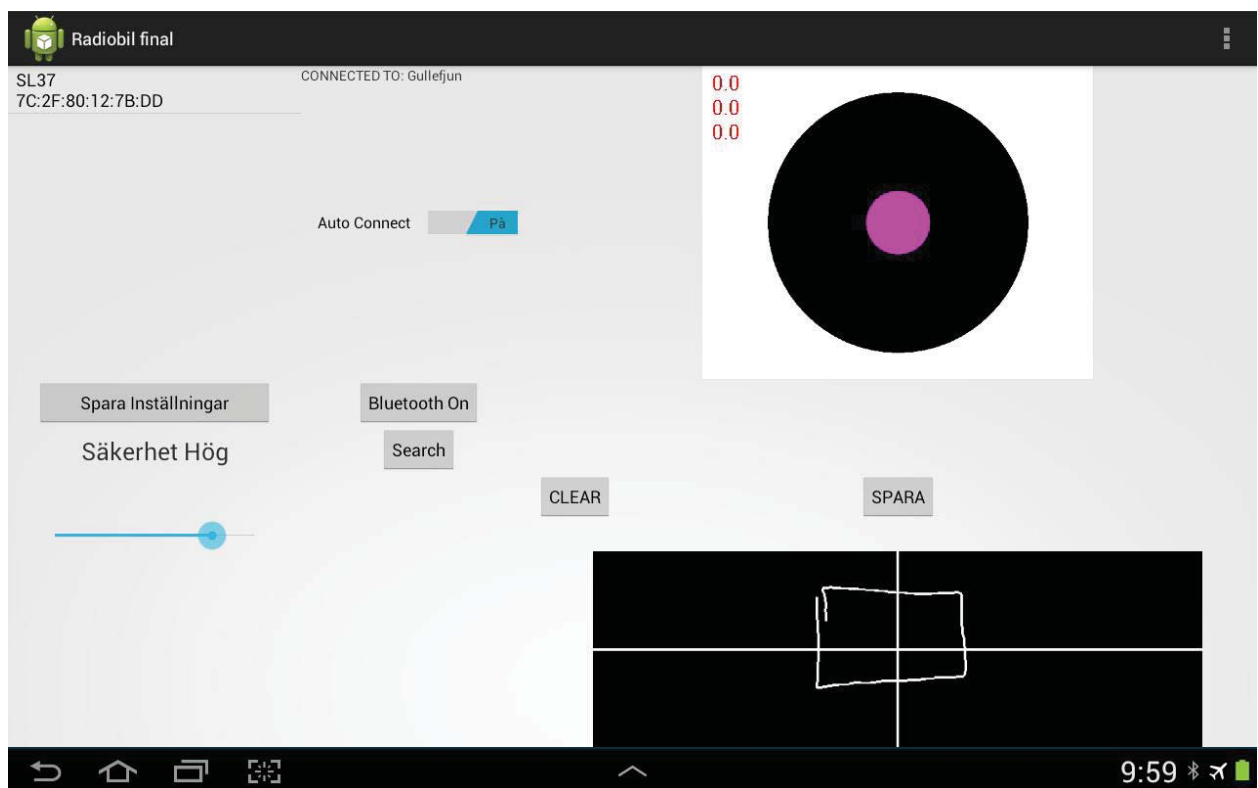 Radiobil final
SL37
7C:2F:80:12:7B:DD
CONNECTED TO: Gullefjun
0.0
0.0
0.0
Auto Connect
På
Spara Inställningar
Bluetooth On
Säkerhet Hög
Search
CLEAR
SPARA
9:59